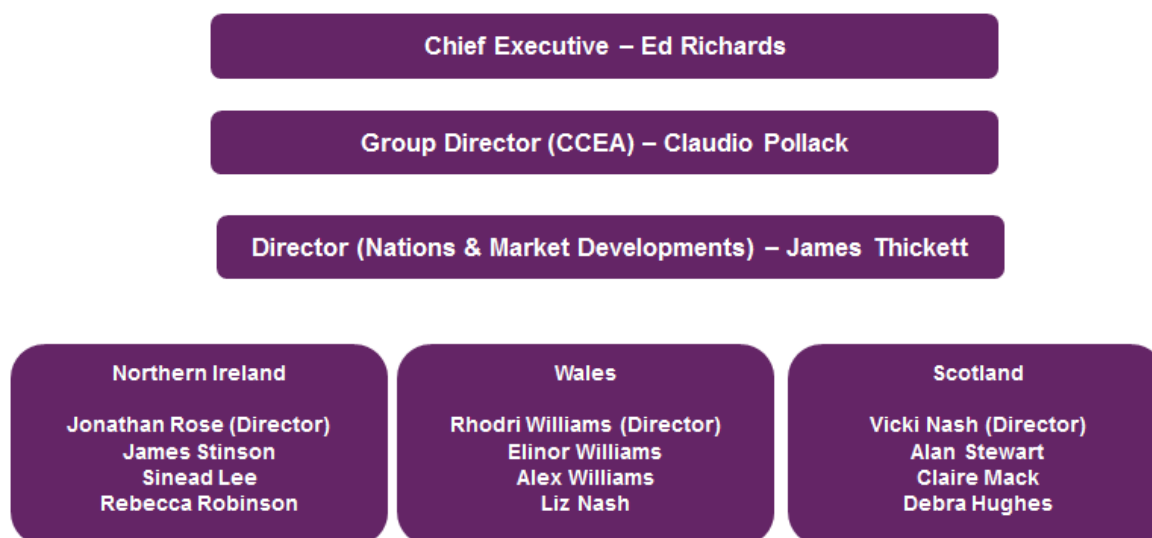 Chief Executive – Ed Richards
Group Director (CCEA) – Claudio Pollack
Director (Nations & Market Developments) – James Thickett
Northern Ireland
Jonathan Rose (Director)
James Stinson
Sinead Lee
Rebecca Robinson
Wales
Rhodri Williams (Director)
Elinor Williams
Alex Williams
Liz Nash
Scotland
Vicki Nash (Director)
Alan Stewart
Claire Mack
Debra Hughes